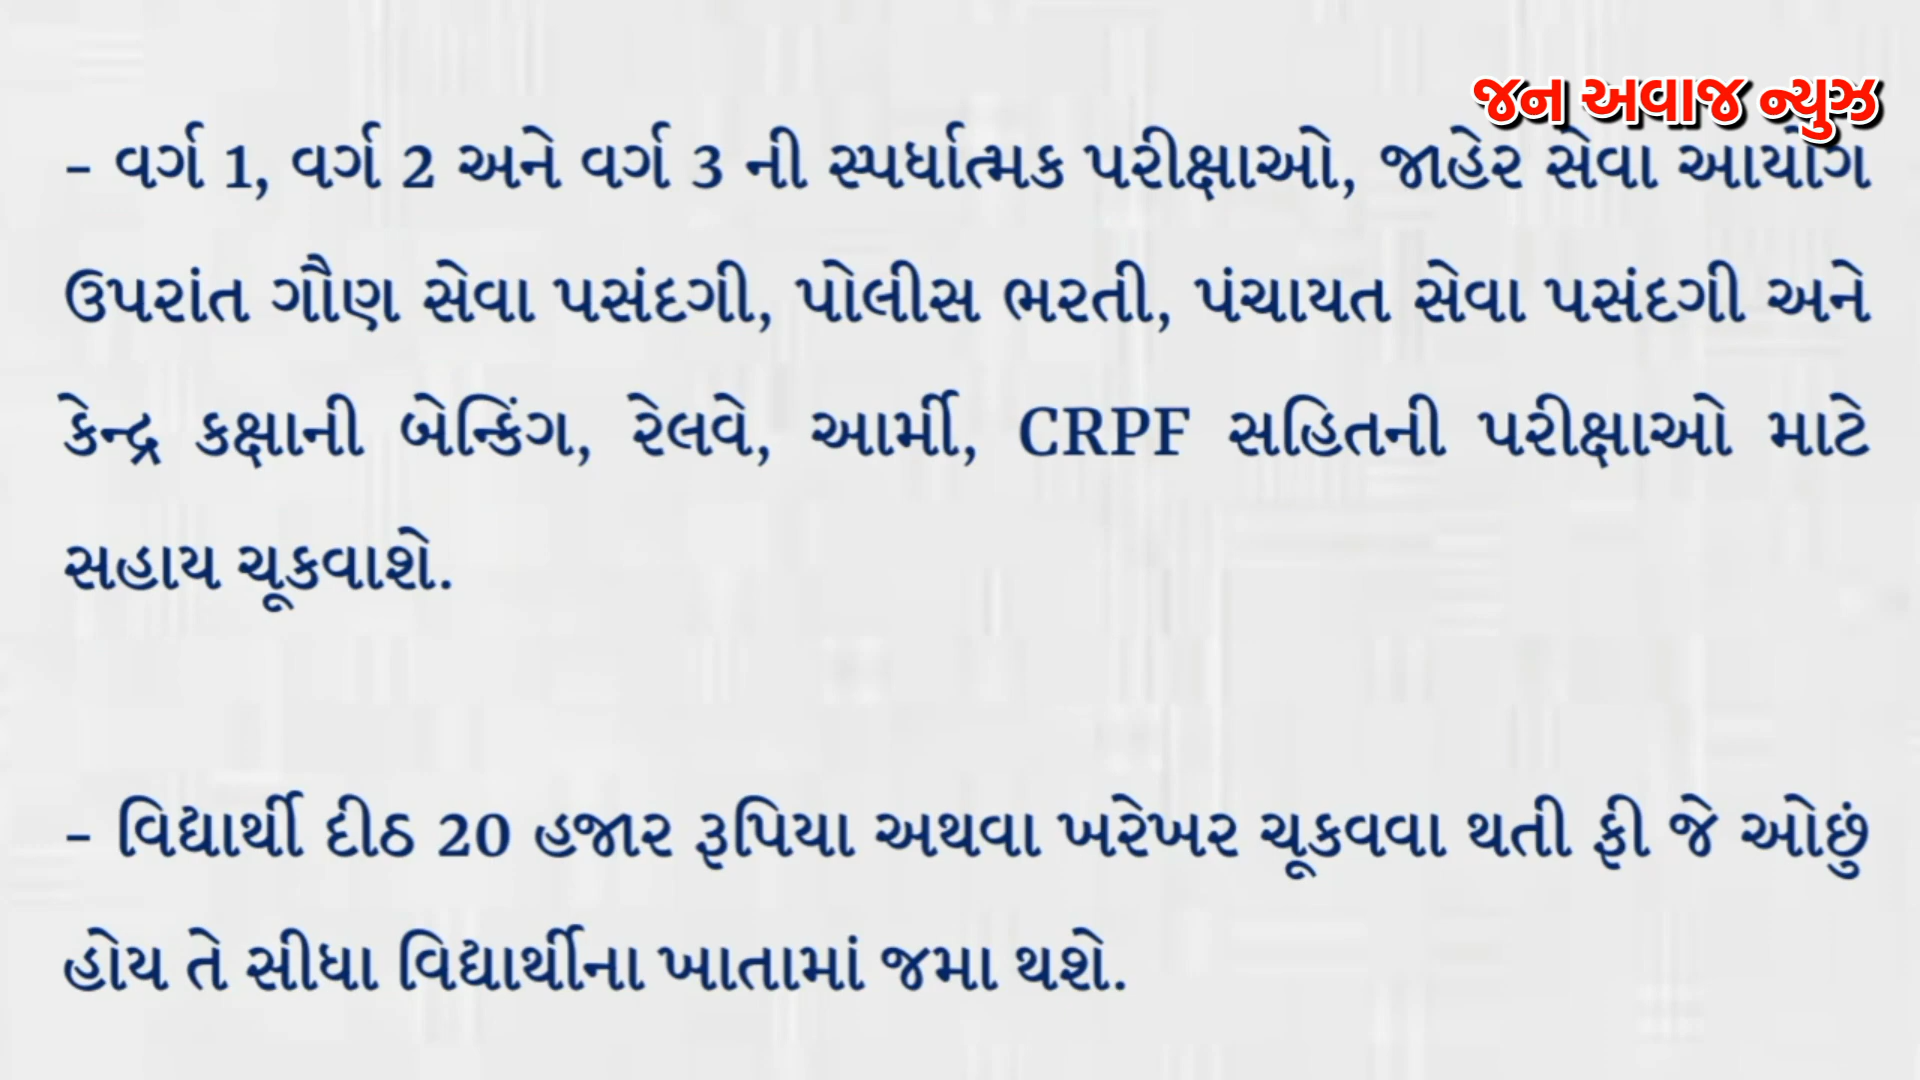 જન અવાજ ન્યુઝ
- વર્ગ 1, વર્ગ 2 અને વર્ગ 3 ની સ્પર્ધાત્મક પરીક્ષાઓ, જાહેર સેવા આયોગ
ઉપરાંત ગૌણ સેવા પસંદગી, પોલીસ ભરતી, પંચાયત સેવા પસંદગી અને
કેન્દ્ર કક્ષાની બેન્કિંગ, રેલવે, આર્મી, CRPF સહિતની પરીક્ષાઓ માટે
સહાય ચૂકવાશે.
- વિદ્યાર્થી દીઠ 20 હજાર રૂપિયા અથવા ખરેખર ચૂકવવા થતી ફી જે ઓછું
હોય તે સીધા વિદ્યાર્થીના ખાતામાં જમા થશે.